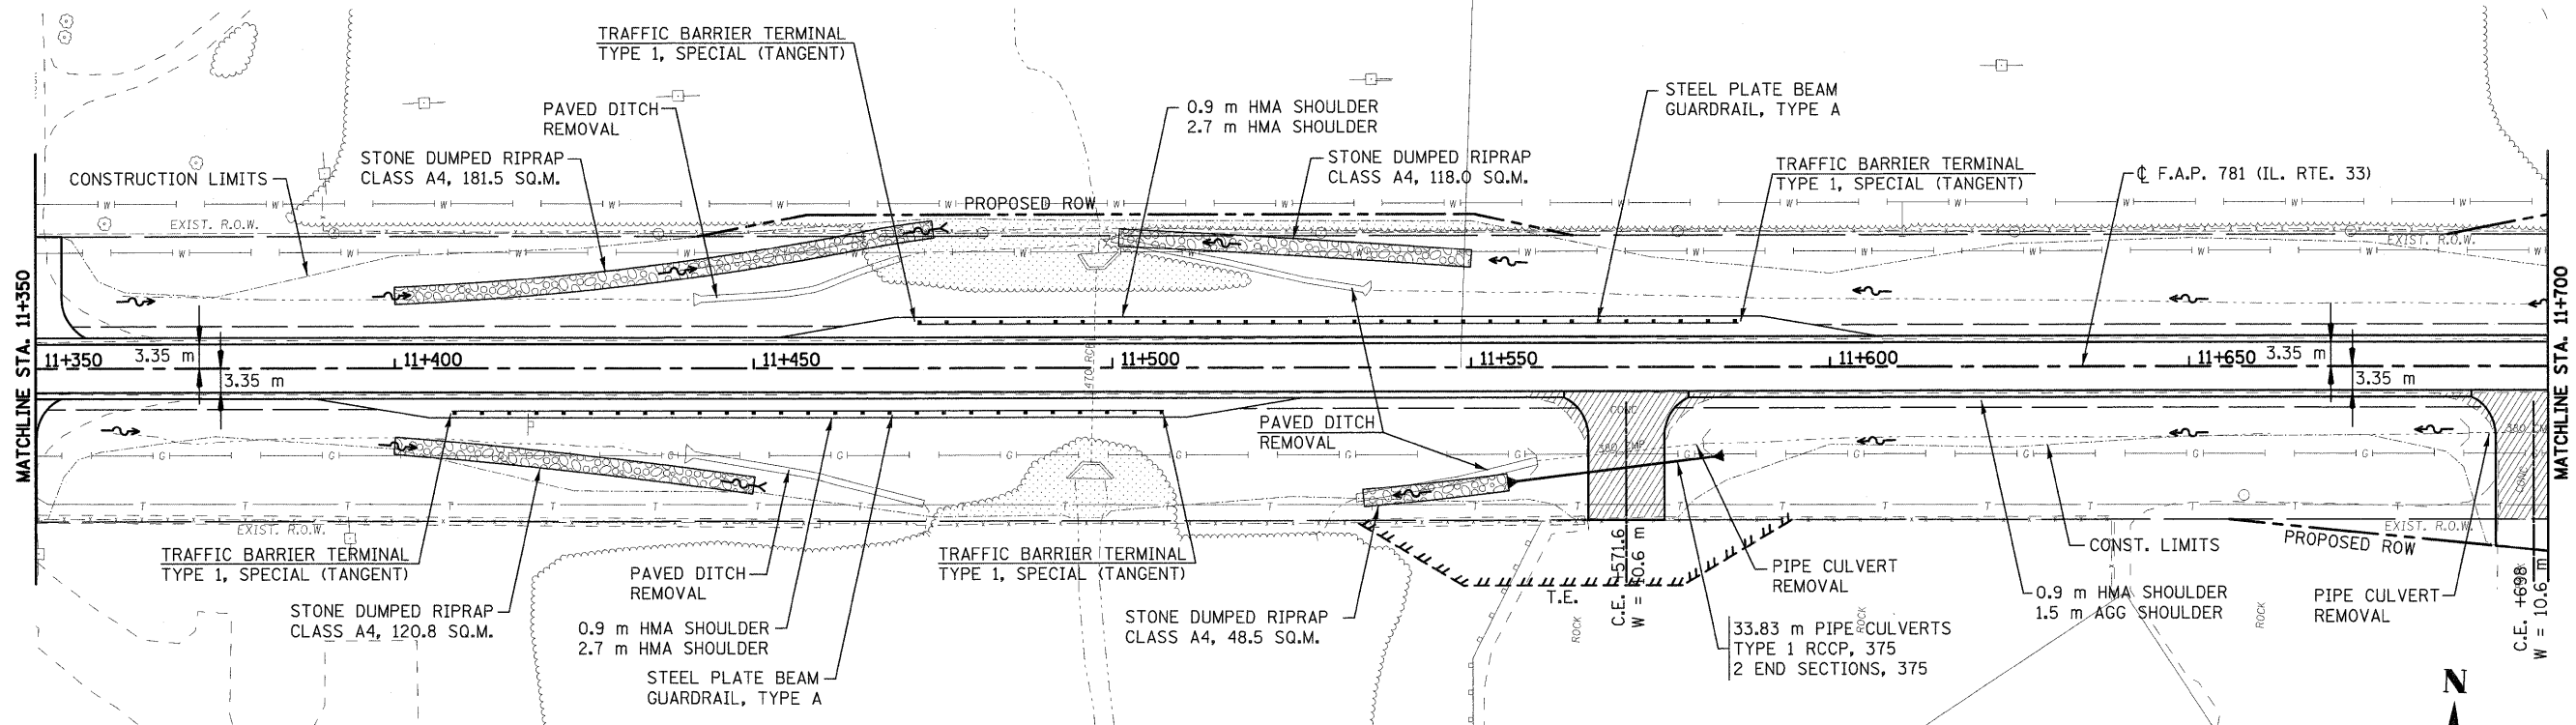 TRAFFIC BARRIER TERMINAL
TYPE 1, SPECIAL (TANGENT)
PAVED DITCH
REMOVAL
0.9 m HMA SHOULDER
2.7 m HMA SHOULDER
STEEL PLATE BEAM
GUARDRAIL, TYPE A
STONE DUMPED RIPRAP
CLASS A4, 181.5 SQ.M.
STONE DUMPED RIPRAP
CLASS A4, 118.0 SQ.M.
TRAFFIC BARRIER TERMINAL
TYPE 1, SPECIAL (TANGENT)
℄ F.A.P. 781 (IL. RTE. 33)
CONSTRUCTION LIMITS
PROPOSED ROW
EXIST. R.O.W.
EXIST. R.O.W.
MATCHLINE STA. 11+350
MATCHLINE STA. 11+700
3.35 m
11+350
11+400
11+450
11+500
11+550
11+600
11+650
3.35 m
3.35 m
3.35 m
PAVED DITCH
REMOVAL
CONC
CONC
EXIST. R.O.W.
EXIST. R.O.W.
PROPOSED ROW
TRAFFIC BARRIER TERMINAL
TYPE 1, SPECIAL (TANGENT)
STONE DUMPED RIPRAP
CLASS A4, 120.8 SQ.M.
PAVED DITCH
REMOVAL
0.9 m HMA SHOULDER
2.7 m HMA SHOULDER
STEEL PLATE BEAM
GUARDRAIL, TYPE A
TRAFFIC BARRIER TERMINAL
TYPE 1, SPECIAL (TANGENT)
STONE DUMPED RIPRAP
CLASS A4, 48.5 SQ.M.
T.E.
C.E. +571.6
W = 10.6 m
PIPE CULVERT
REMOVAL
33.83 m PIPE CULVERTS
TYPE 1 RCCP, 375
2 END SECTIONS, 375
CONST. LIMITS
0.9 m HMA SHOULDER
1.5 m AGG SHOULDER
PIPE CULVERT
REMOVAL
C.E. +698
W = 10.6 m
ROCK
ROCK
ROCK
N